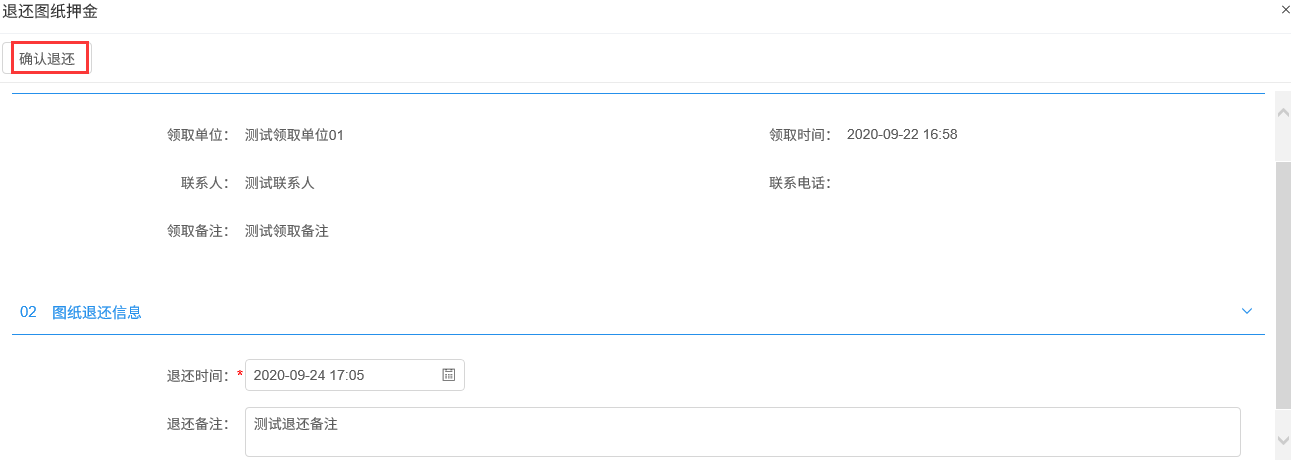 退还图纸押金
确认退还
领取单位： 测试领取单位01 领取时间： 2020-09-22 16:58
联系人： 测试联系人 联系电话：
领取备注： 测试领取备注
02 图纸退还信息
退还时间：* 2020-09-24 17:05
退还备注： 测试退还备注